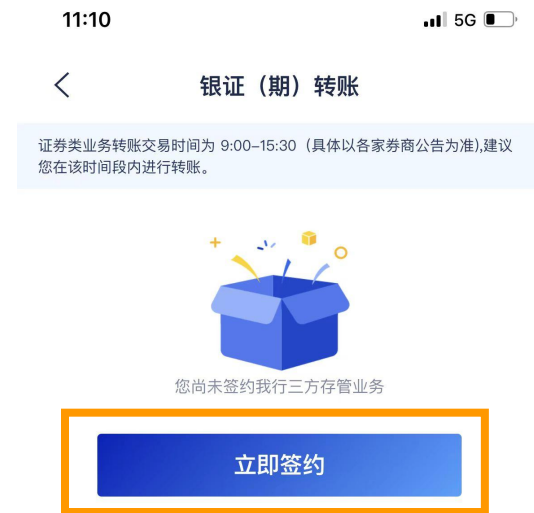 11:10 5G
银证（期）转账
证券类业务转账交易时间为 9:00–15:30（具体以各家券商公告为准),建议
您在该时间段内进行转账。
您尚未签约我行三方存管业务
立即签约